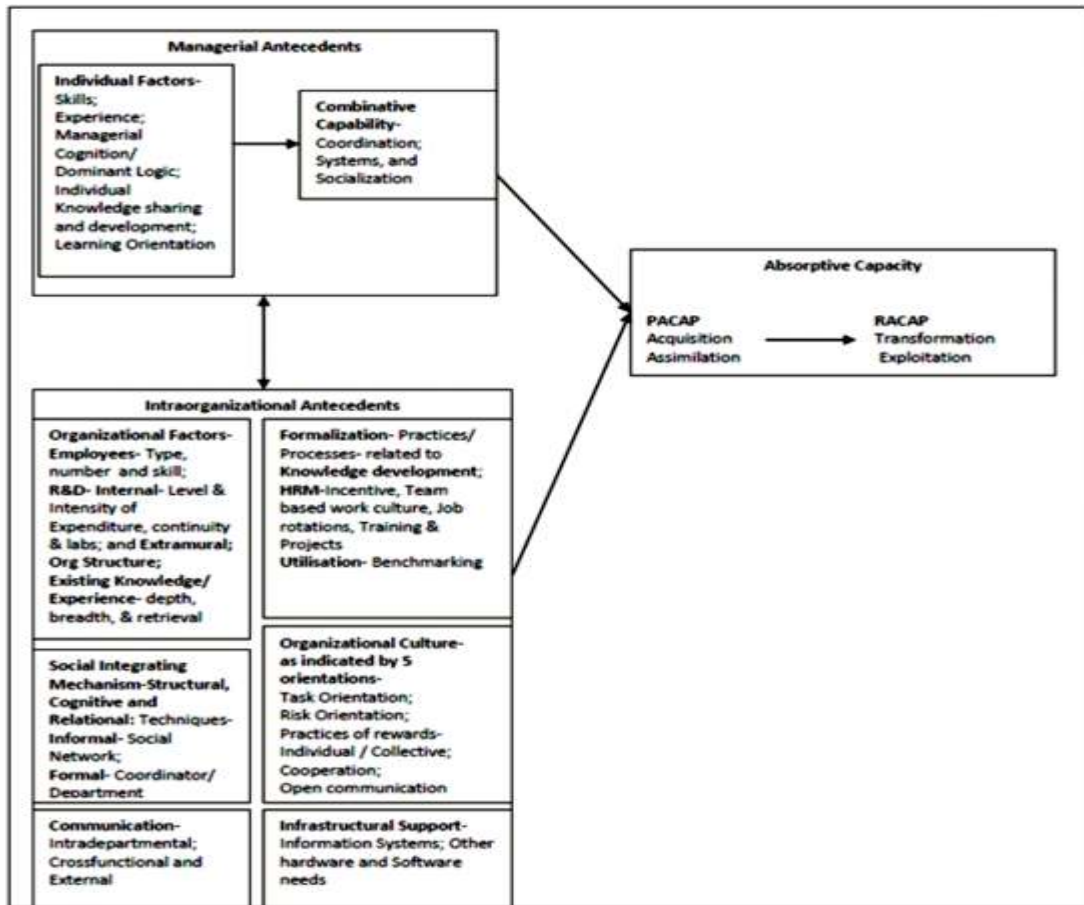 Managerial Antecedents
Individual Factors-
Skills;
Experience;
Managerial
Cognition/
Dominant Logic;
Individual
Knowledge sharing
and development;
Learning Orientation
Combinative
Capability-
Coordination;
Systems, and
Socialization
Absorptive Capacity
PACAP
Acquisition
Assimilation
RACAP
Transformation
Exploitation
Intraorganizational Antecedents
Organizational Factors-
Employees- Type,
number and skill;
R&D- Internal- Level &
Intensity of
Expenditure, continuity
& labs; and Extramural;
Org Structure;
Existing Knowledge/
Experience- depth,
breadth, & retrieval
Formalization- Practices/
Processes- related to
Knowledge development;
HRM-Incentive, Team
based work culture, Job
rotations, Training &
Projects
Utilisation- Benchmarking
Social Integrating
Mechanism-Structural,
Cognitive and
Relational: Techniques-
Informal- Social
Network;
Formal- Coordinator/
Department
Organizational Culture-
as indicated by 5
orientations-
Task Orientation;
Risk Orientation;
Practices of rewards-
Individual / Collective;
Cooperation;
Open communication
Communication-
Intradepartmental;
Crossfunctional and
External
Infrastructural Support-
Information Systems; Other
hardware and Software
needs